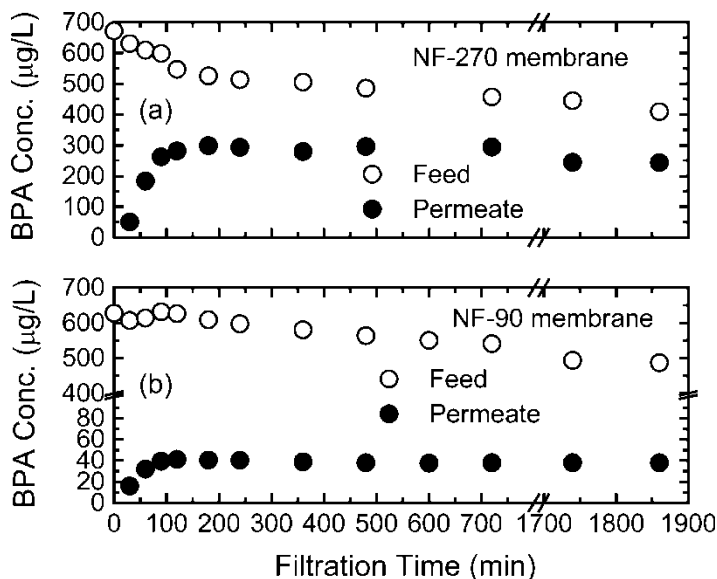 700
600
500
400
300
200
100
0
BPA Conc. (μg/L)
NF-270 membrane
(a)
Feed
Permeate
700
600
500
400
80
60
40
20
0
BPA Conc. (μg/L)
NF-90 membrane
(b)
Feed
Permeate
0 100 200 300 400 500 600 700 1700 1800 1900
Filtration Time (min)